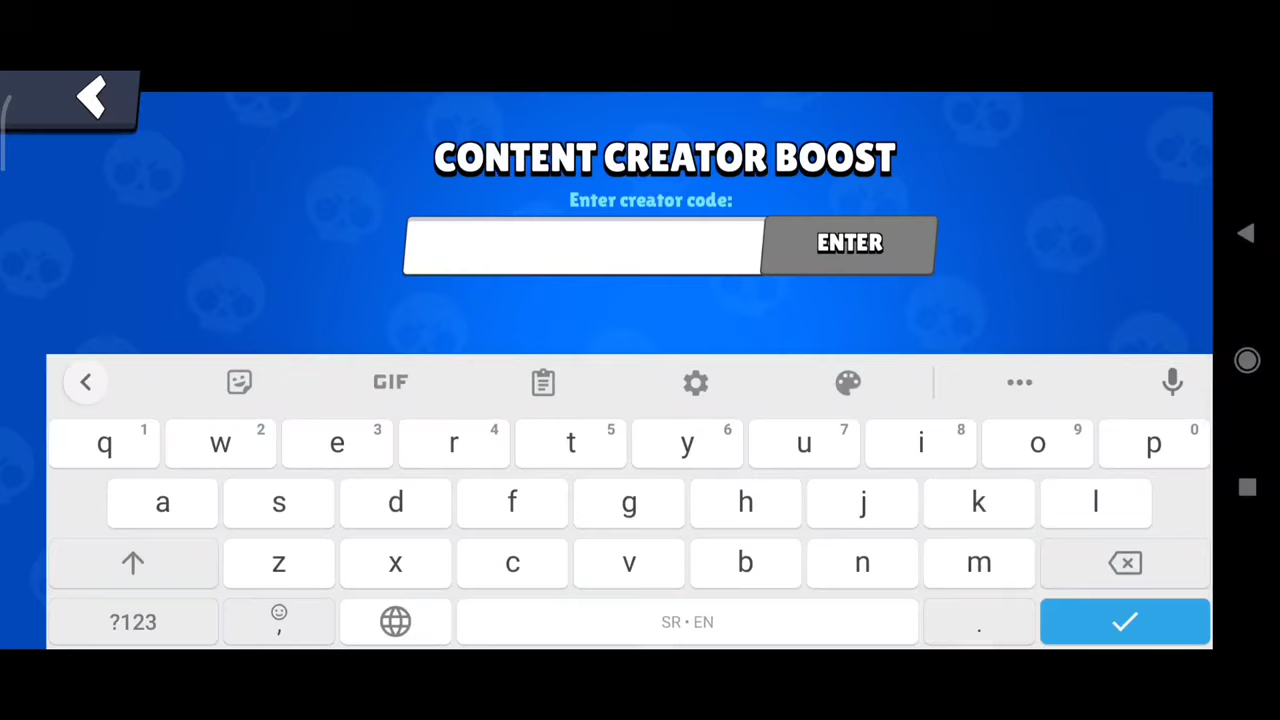 CONTENT CREATOR BOOST
Enter creator code:
ENTER
GIF
q 1 w 2 e 3 r 4 t 5 y 6 u 7 i 8 o 9 p 0
a s d f g h j k l
z x c v b n m
?123 , SR • EN .